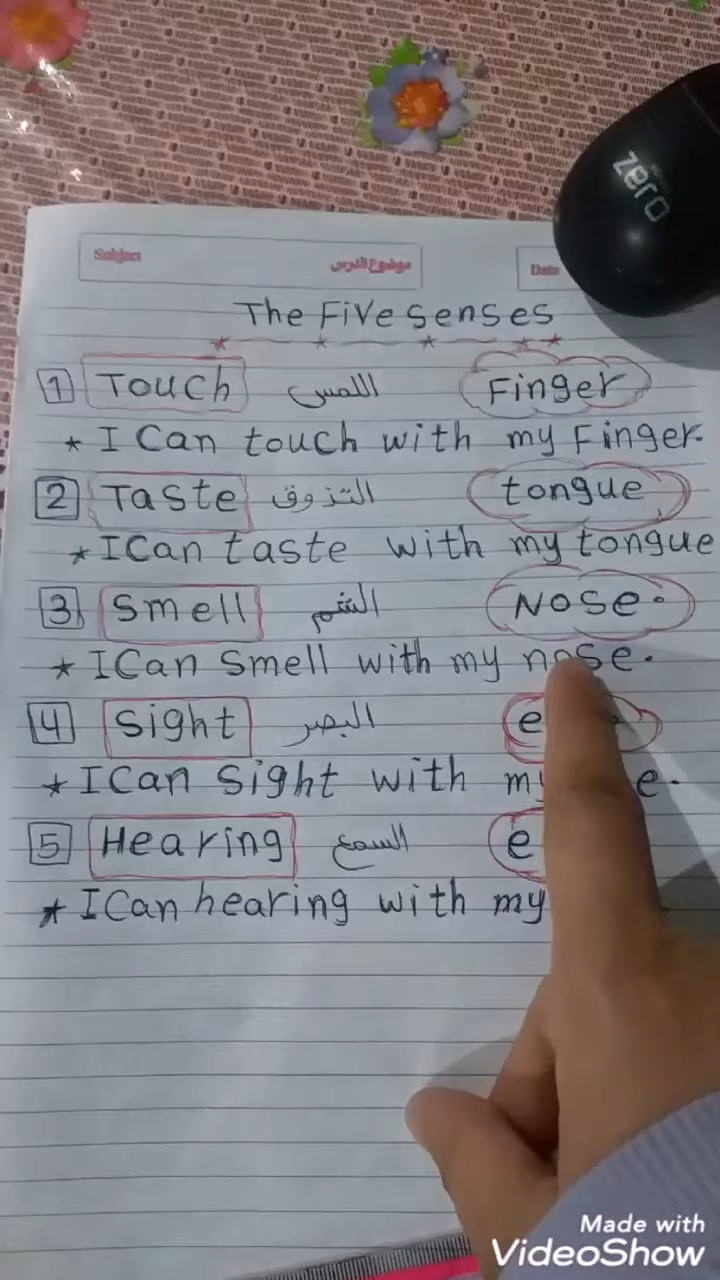 zero
Subject موضوع الدرس Date
The Five Senses
1 Touch اللمس Finger
* I Can touch with my Finger.
2 Taste التذوق tongue
* I Can taste with my tongue
3 Smell الشم Nose.
* I Can Smell with my nose.
4 Sight البصر
* I Can Sight with my
5 Hearing السمع
* I Can hearing with my
Made with
VideoShow